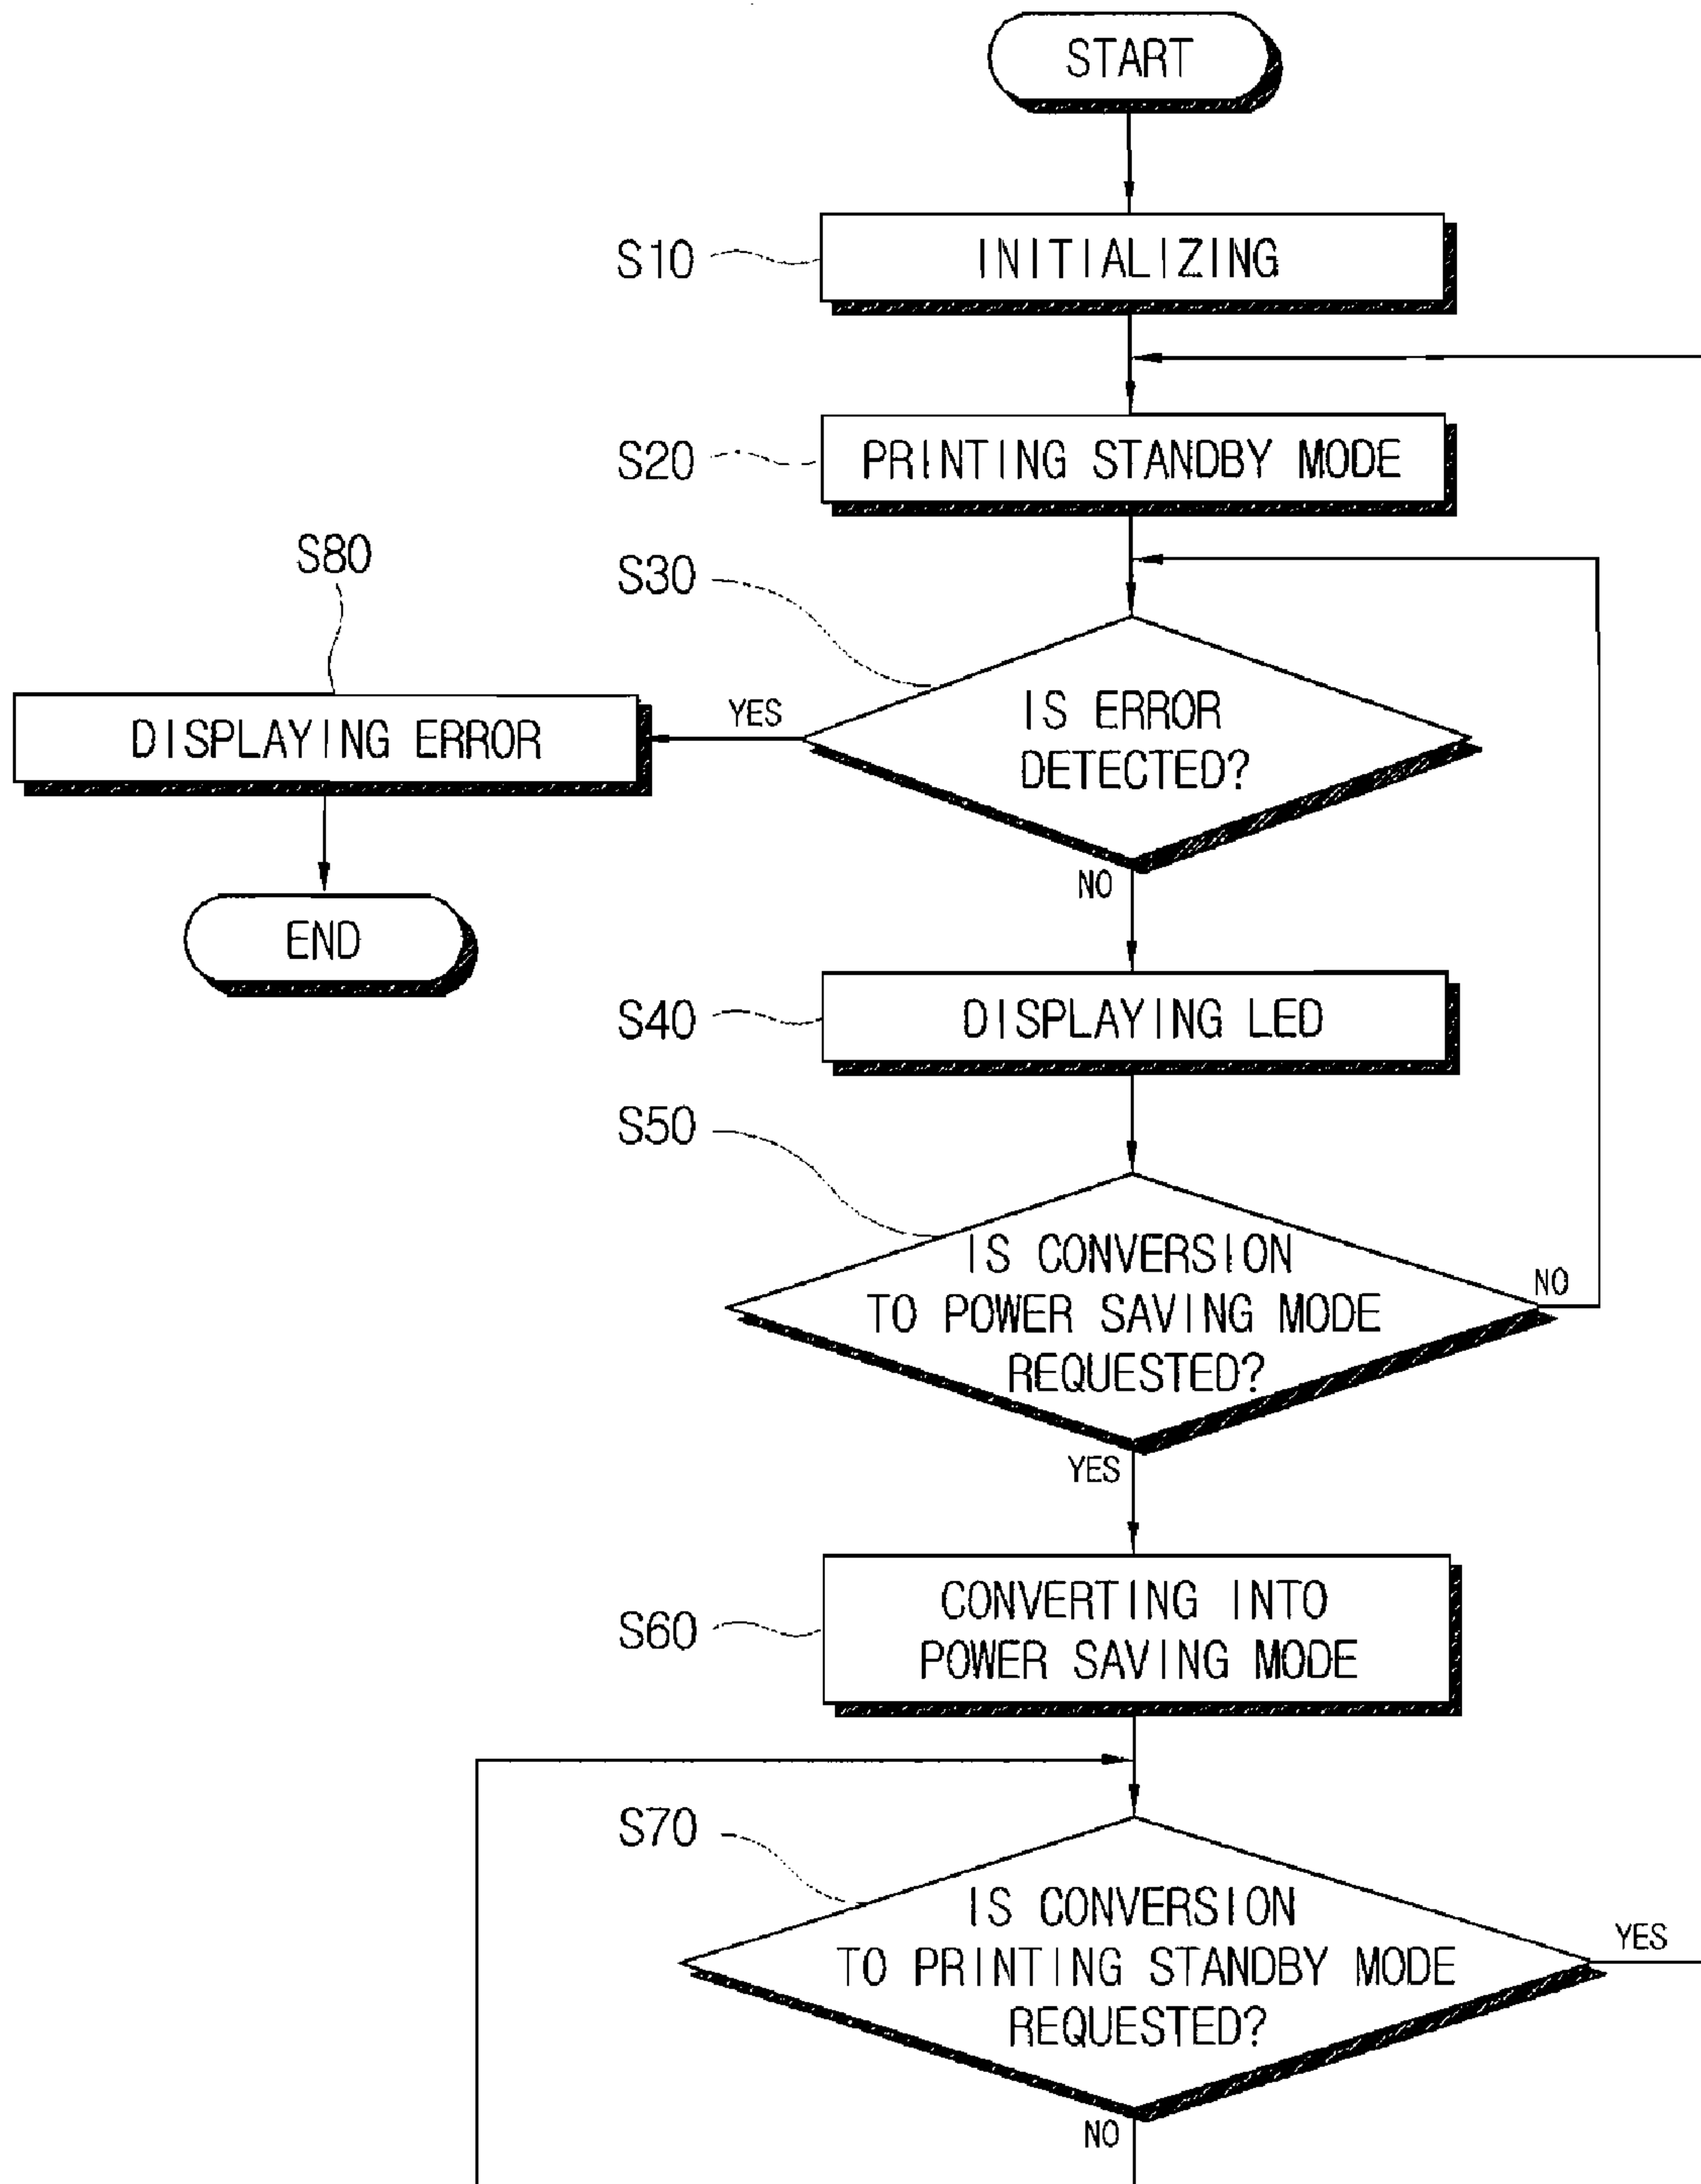 START
S10
INITIALIZING
S20
PRINTING STANDBY MODE
S80
S30
DISPLAYING ERROR
YES
IS ERROR
DETECTED?
NO
END
S40
DISPLAYING LED
S50
IS CONVERSION
TO POWER SAVING MODE
REQUESTED?
NO
YES
S60
CONVERTING INTO
POWER SAVING MODE
S70
IS CONVERSION
TO PRINTING STANDBY MODE
REQUESTED?
YES
NO